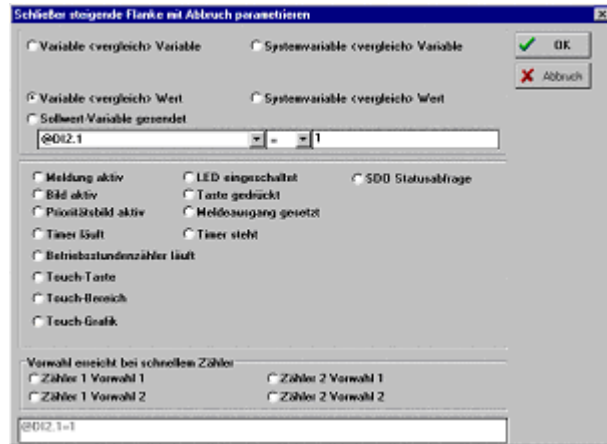 Schließer steigende Flanke mit Abbruch parametrieren
Variable <vergleich> Variable
Systemvariable <vergleich> Variable
OK
Abbruch
Variable <vergleich> Wert
Systemvariable <vergleich> Wert
Sollwert-Variable gesendet
@DI2.1 = 1
Meldung aktiv
LED eingeschaltet
SDO Statusabfrage
Bild aktiv
Taste gedrückt
Prioritätsbild aktiv
Meldeausgang gesetzt
Timer läuft
Timer steht
Betriebsstundenzähler läuft
Touch-Taste
Touch-Bereich
Touch-Grafik
Vorwahl erreicht bei schnellem Zähler
Zähler 1 Vorwahl 1
Zähler 2 Vorwahl 1
Zähler 1 Vorwahl 2
Zähler 2 Vorwahl 2
@DI2.1=1